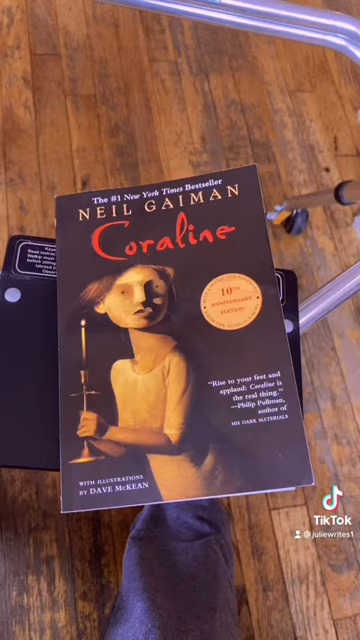 The #1 New York Times Bestseller
NEIL GAIMAN
Coraline
10TH
ANNIVERSARY
EDITION
"Rise to your feet and
applaud: Coraline is
the real thing."
—Philip Pullman,
author of
HIS DARK MATERIALS
WITH ILLUSTRATIONS
BY DAVE McKEAN
TikTok
@juliewrites1